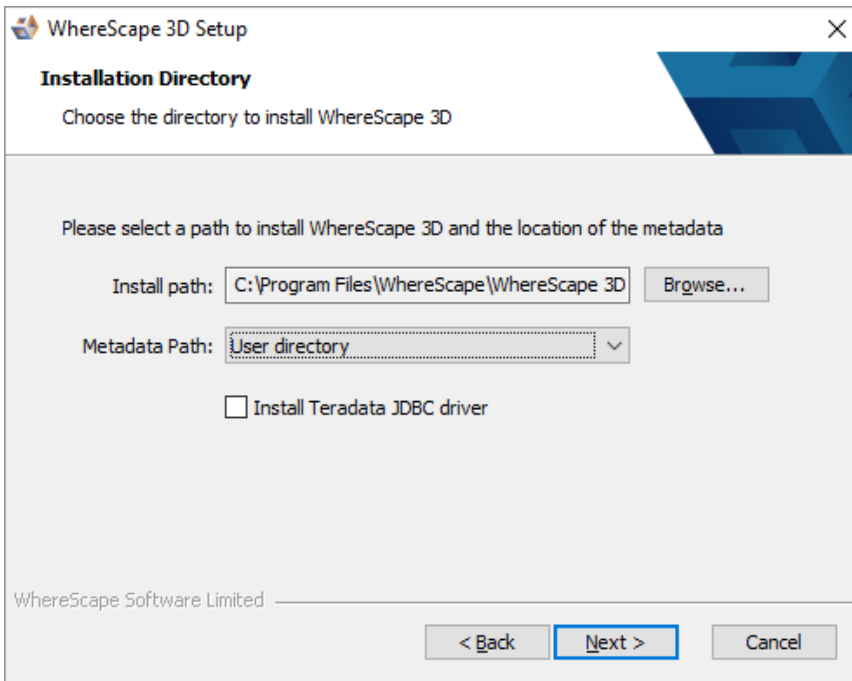 WhereScape 3D Setup
Installation Directory
Choose the directory to install WhereScape 3D
Please select a path to install WhereScape 3D and the location of the metadata
Install path: C:\Program Files\WhereScape\WhereScape 3D Browse...
Metadata Path: User directory
Install Teradata JDBC driver
WhereScape Software Limited
< Back Next > Cancel